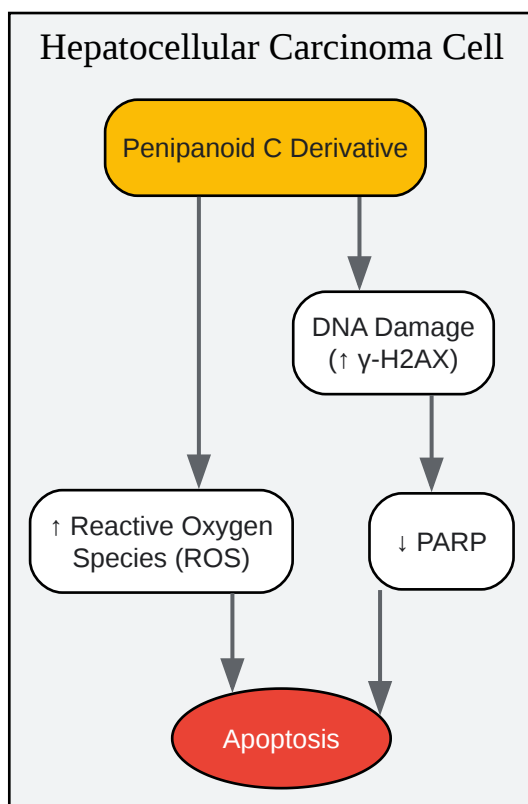 Hepatocellular Carcinoma Cell
Penipanoid C Derivative
DNA Damage
(↑ γ-H2AX)
↑ Reactive Oxygen
Species (ROS)
↓ PARP
Apoptosis